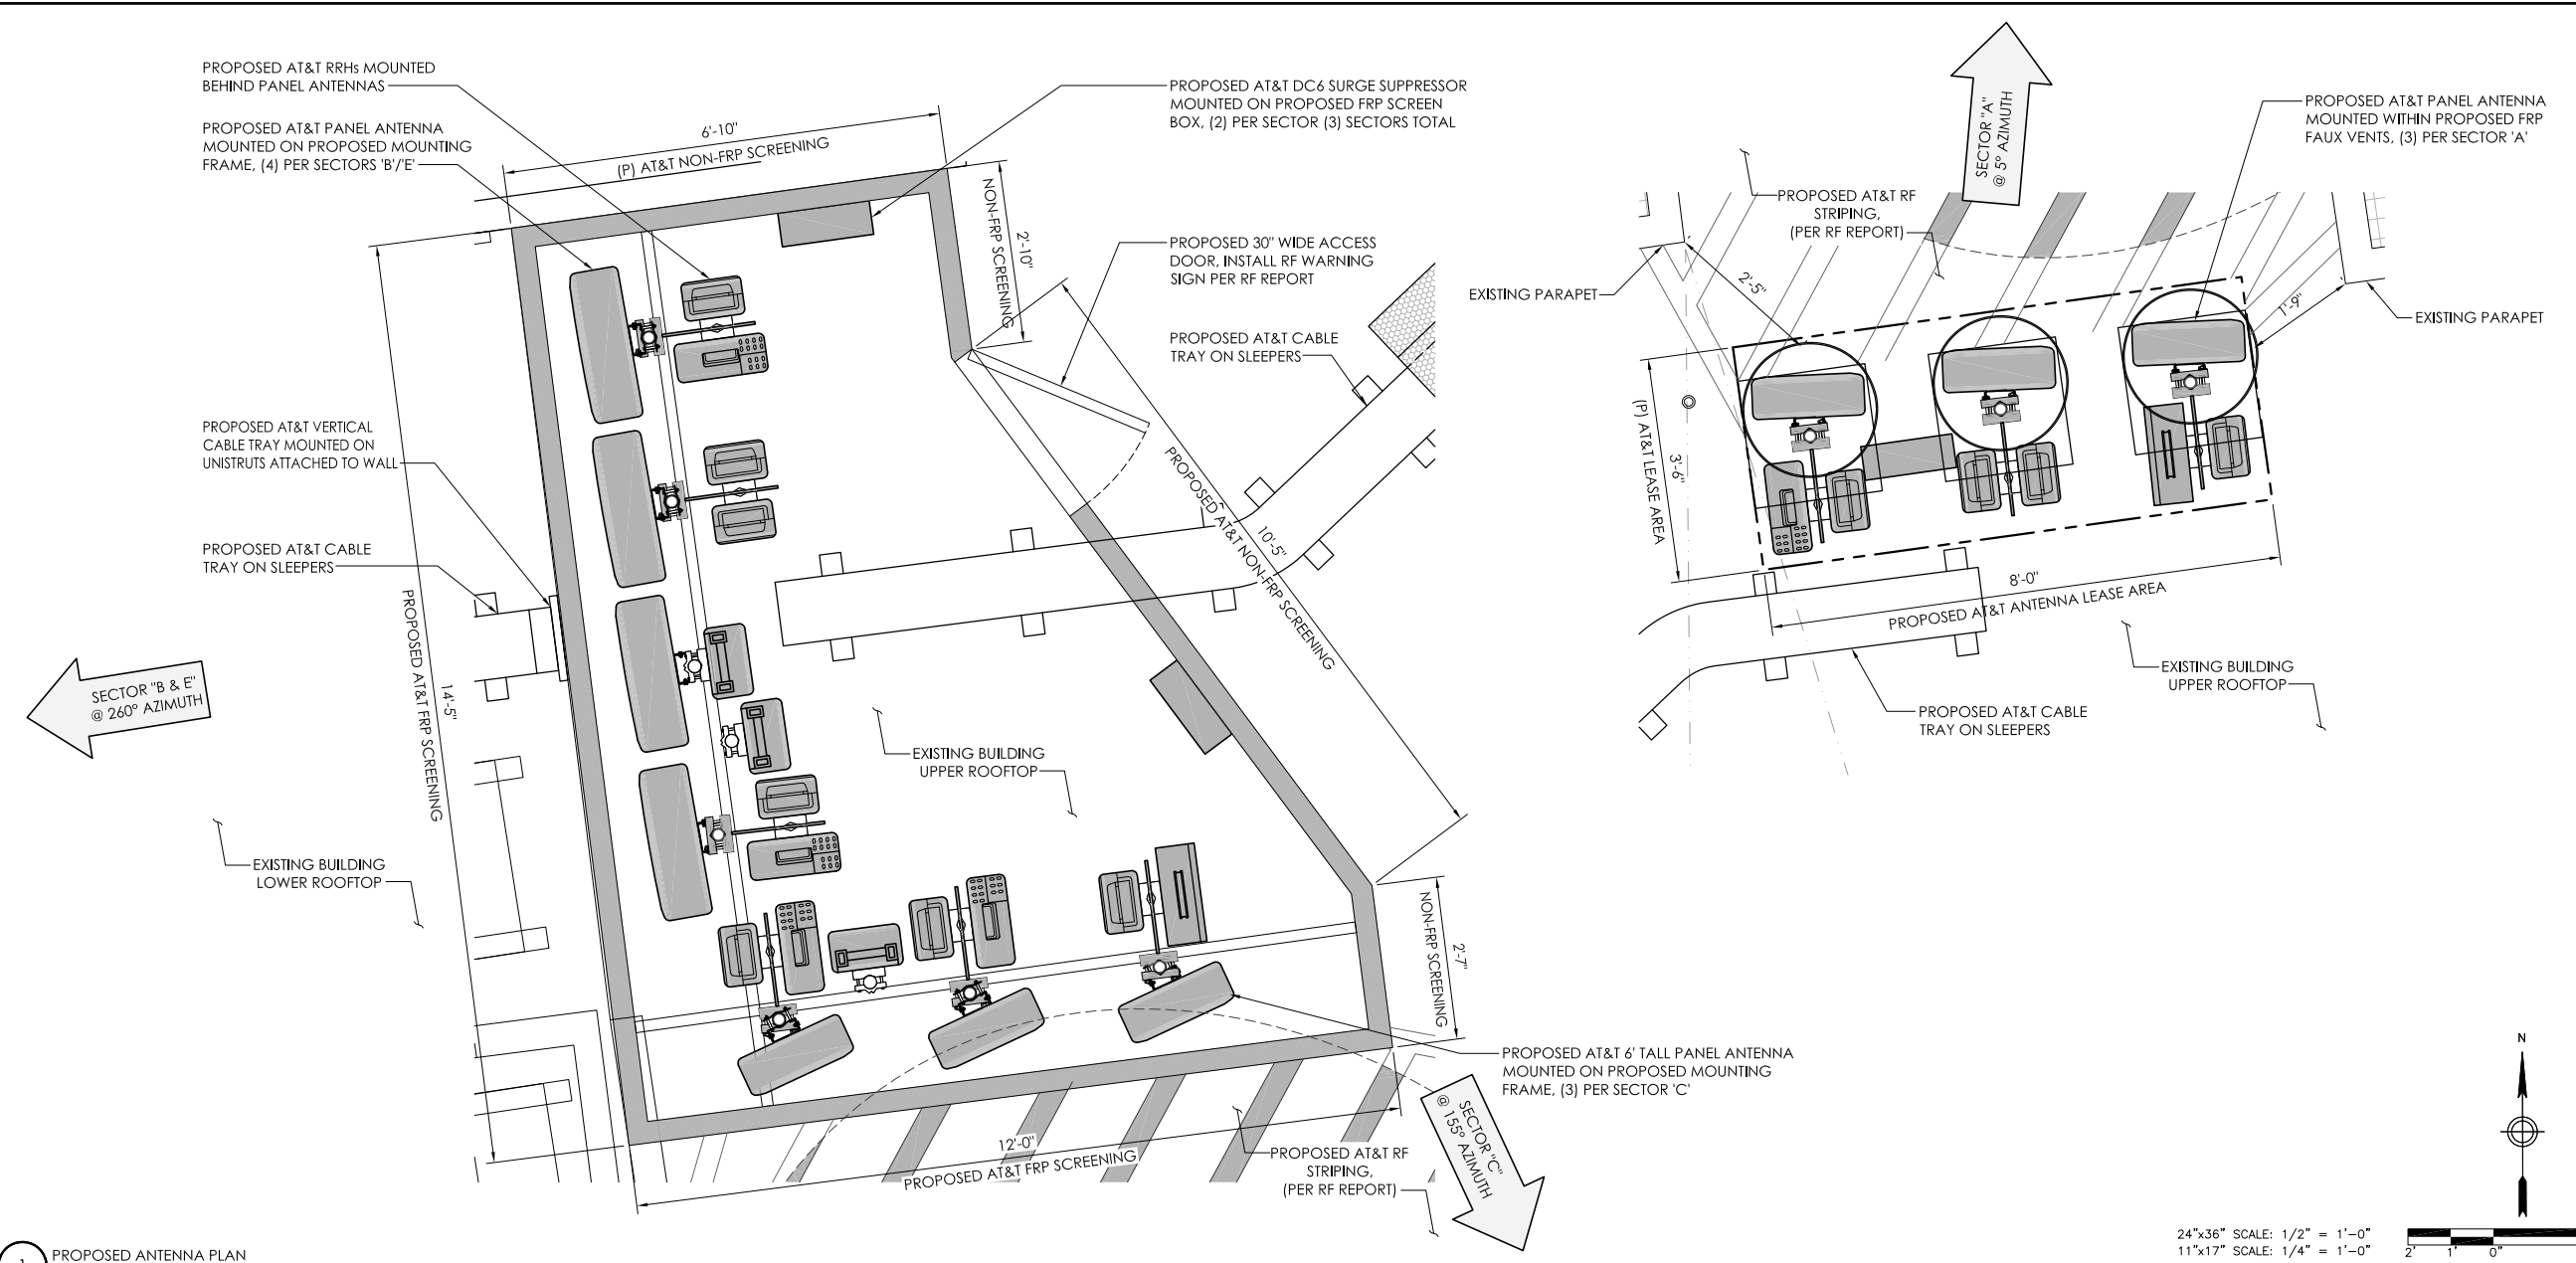 PROPOSED AT&T RRHs MOUNTED
BEHIND PANEL ANTENNAS
PROPOSED AT&T PANEL ANTENNA
MOUNTED ON PROPOSED MOUNTING
FRAME, (4) PER SECTORS 'B'/'E'
PROPOSED AT&T VERTICAL
CABLE TRAY MOUNTED ON
UNISTRUTS ATTACHED TO WALL
PROPOSED AT&T CABLE
TRAY ON SLEEPERS
SECTOR "B & E"
@ 260° AZIMUTH
EXISTING BUILDING
LOWER ROOFTOP
14'-5"
PROPOSED AT&T FRP SCREENING
6'-10"
(P) AT&T NON-FRP SCREENING
2'-10"
NON-FRP SCREENING
PROPOSED AT&T DC6 SURGE SUPPRESSOR
MOUNTED ON PROPOSED FRP SCREEN
BOX, (2) PER SECTOR (3) SECTORS TOTAL
PROPOSED 30" WIDE ACCESS
DOOR, INSTALL RF WARNING
SIGN PER RF REPORT
PROPOSED AT&T CABLE
TRAY ON SLEEPERS
10'-5"
PROPOSED AT&T NON-FRP SCREENING
EXISTING BUILDING
UPPER ROOFTOP
2'-7"
NON-FRP SCREENING
PROPOSED AT&T 6' TALL PANEL ANTENNA
MOUNTED ON PROPOSED MOUNTING
FRAME, (3) PER SECTOR 'C'
12'-0"
PROPOSED AT&T FRP SCREENING
PROPOSED AT&T RF
STRIPING,
(PER RF REPORT)
SECTOR "C"
@ 155° AZIMUTH
SECTOR "A"
@ 5° AZIMUTH
PROPOSED AT&T PANEL ANTENNA
MOUNTED WITHIN PROPOSED FRP
FAUX VENTS, (3) PER SECTOR 'A'
PROPOSED AT&T RF
STRIPING,
(PER RF REPORT)
EXISTING PARAPET
2'-5"
1'-9"
EXISTING PARAPET
3'-6"
(P) AT&T LEASE AREA
8'-0"
PROPOSED AT&T ANTENNA LEASE AREA
EXISTING BUILDING
UPPER ROOFTOP
PROPOSED AT&T CABLE
TRAY ON SLEEPERS
N
24"x36" SCALE: 1/2" = 1'-0"
11"x17" SCALE: 1/4" = 1'-0"
2' 1' 0"
1 PROPOSED ANTENNA PLAN